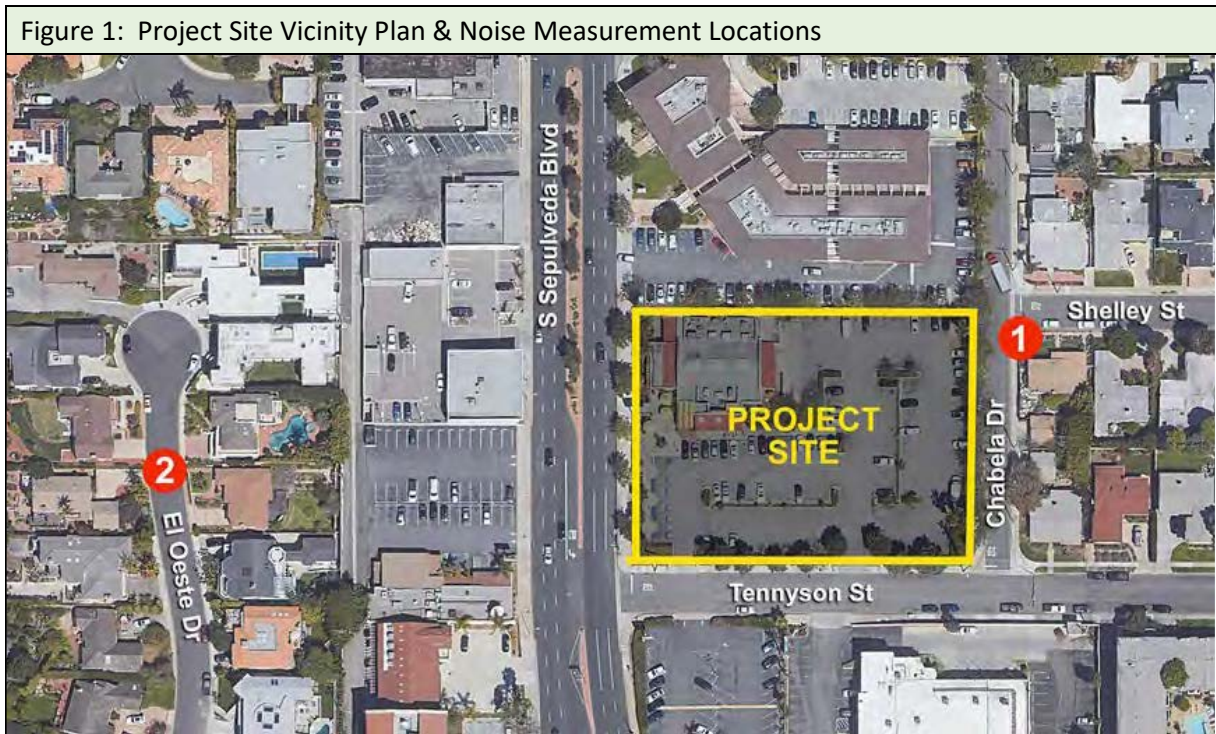 Figure 1: Project Site Vicinity Plan & Noise Measurement Locations
S Sepulveda Blvd
Shelley St
1
PROJECT
SITE
Chabela Dr
2
El Oeste Dr
Tennyson St